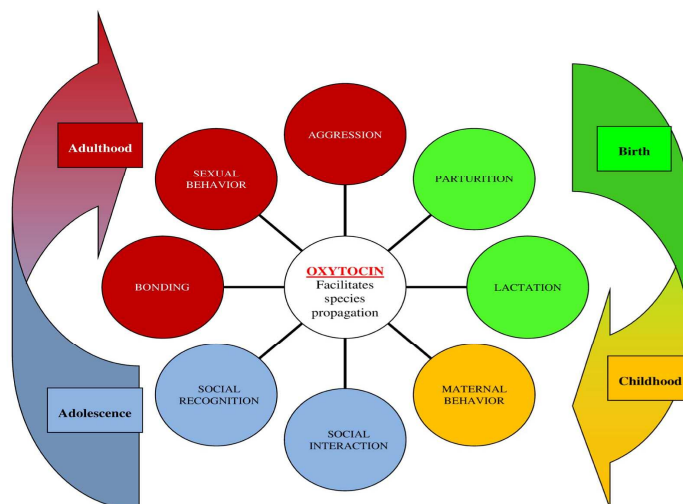 AGGRESSION
Adulthood
Birth
SEXUAL
BEHAVIOR
PARTURITION
OXYTOCIN
Facilitates
species
propagation
BONDING
LACTATION
SOCIAL
RECOGNITION
MATERNAL
BEHAVIOR
Childhood
Adolescence
SOCIAL
INTERACTION